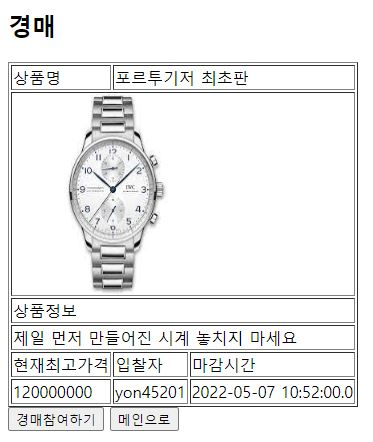 경매
상품명 포르투기저 최초판
IWC
상품정보
제일 먼저 만들어진 시계 놓치지 마세요
현재최고가격 입찰자 마감시간
120000000 yon45201 2022-05-07 10:52:00.0
경매참여하기 메인으로